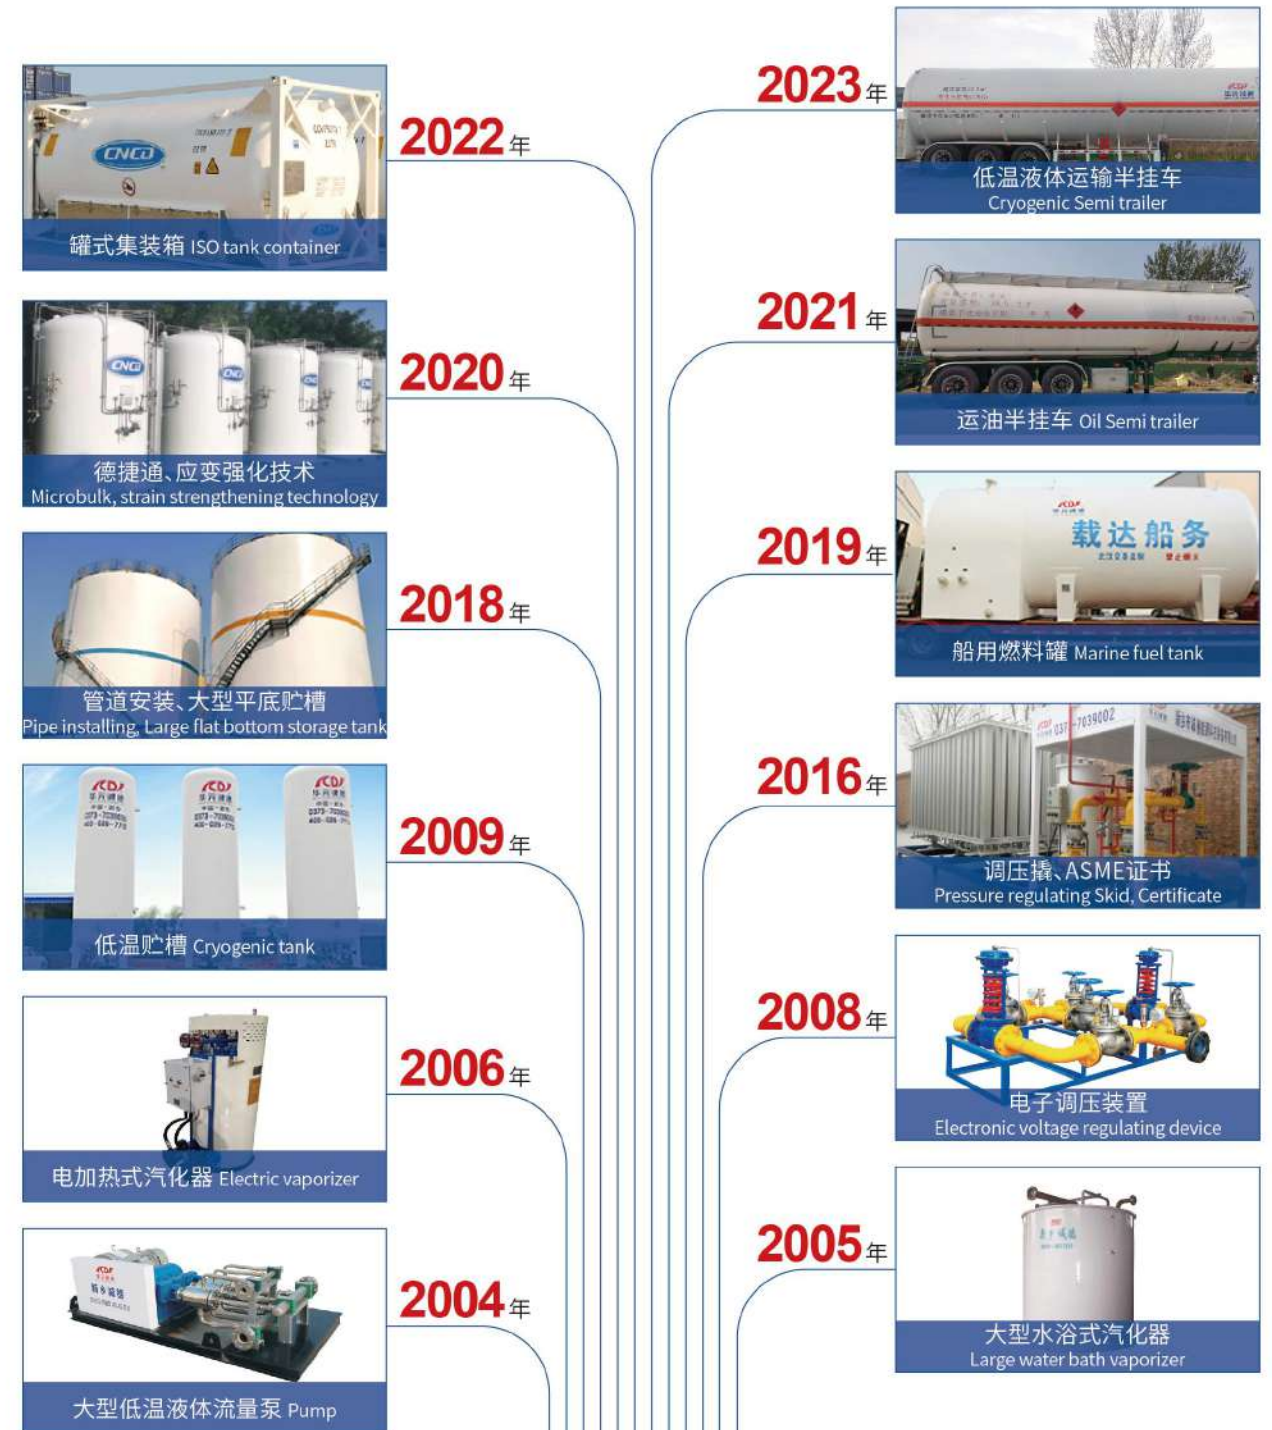 2023年
低温液体运输半挂车
Cryogenic Semi trailer
CNCD
2022年
罐式集装箱 ISO tank container
2021年
运油半挂车 Oil Semi trailer
CNCD
CNCD
2020年
德捷通、应变强化技术
Microbulk, strain strengthening technology
载达船务
2019年
船用燃料罐 Marine fuel tank
2018年
管道安装、大型平底贮槽
Pipe installing, Large flat bottom storage tank
2016年
调压撬、ASME证书
Pressure regulating Skid, Certificate
2009年
低温贮槽 Cryogenic tank
2008年
电子调压装置
Electronic voltage regulating device
2006年
电加热式汽化器 Electric vaporizer
2005年
大型水浴式汽化器
Large water bath vaporizer
2004年
大型低温液体流量泵 Pump